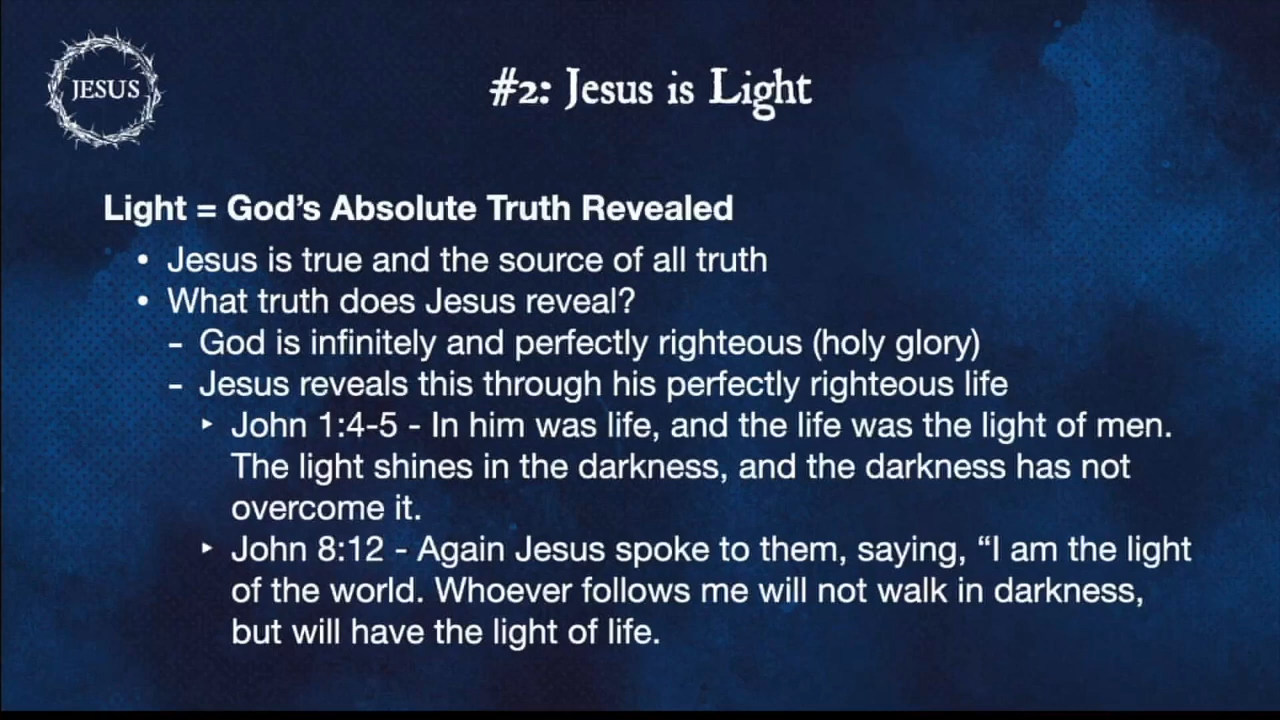 JESUS
#2: Jesus is Light
Light = God's Absolute Truth Revealed
• Jesus is true and the source of all truth
• What truth does Jesus reveal?
- God is infinitely and perfectly righteous (holy glory)
- Jesus reveals this through his perfectly righteous life
‣ John 1:4-5 - In him was life, and the life was the light of men.
The light shines in the darkness, and the darkness has not
overcome it.
‣ John 8:12 - Again Jesus spoke to them, saying, “I am the light
of the world. Whoever follows me will not walk in darkness,
but will have the light of life.